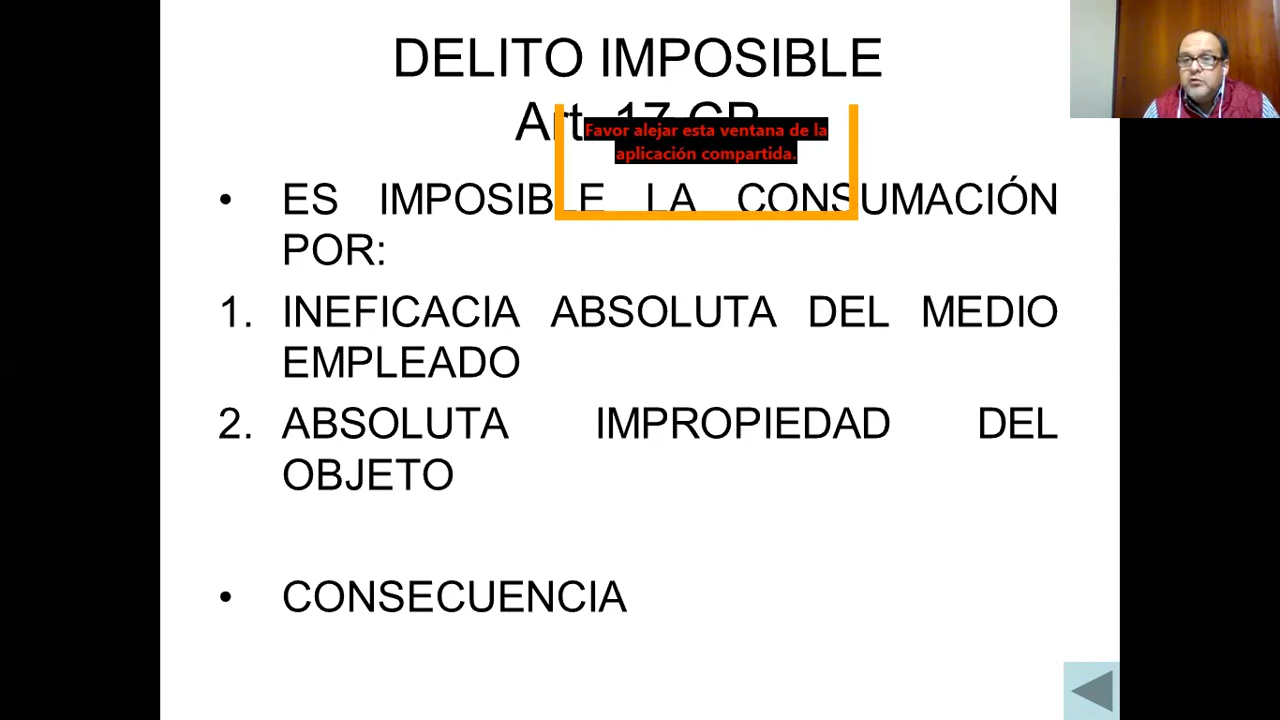 DELITO IMPOSIBLE
Art. 17 CP
Favor alejar esta ventana de la
aplicación compartida.
• ES IMPOSIBLE LA CONSUMACIÓN
POR:
1. INEFICACIA ABSOLUTA DEL MEDIO
EMPLEADO
2. ABSOLUTA IMPROPIEDAD DEL
OBJETO
• CONSECUENCIA